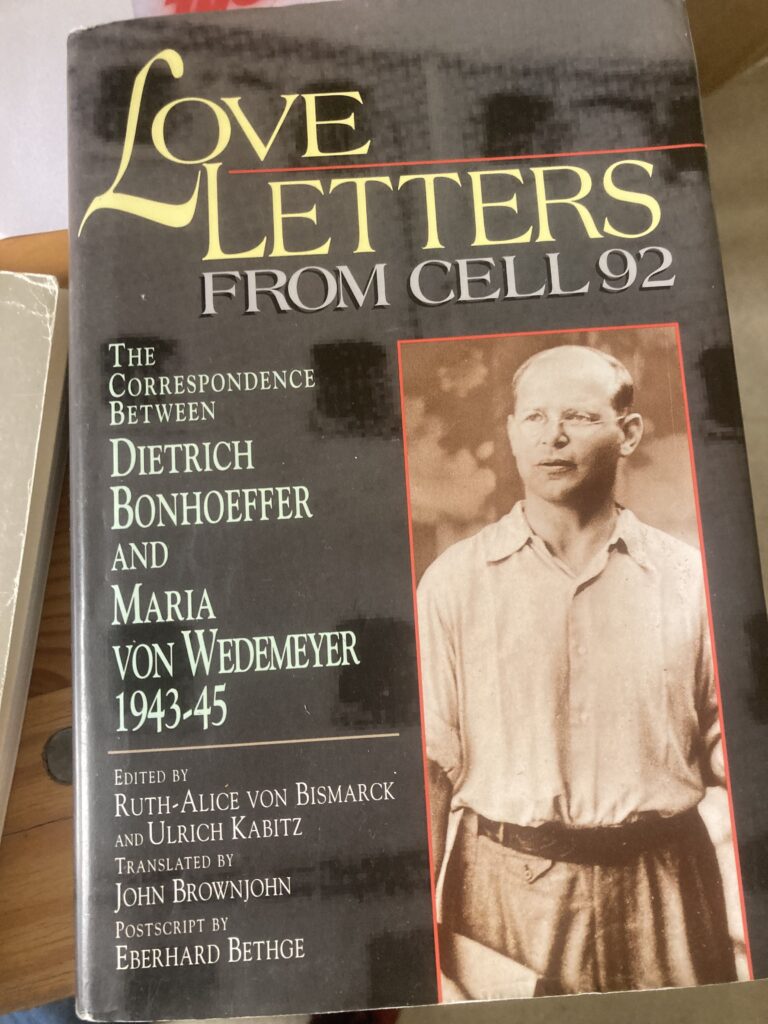 LOVE
LETTERS
FROM CELL 92
THE
CORRESPONDENCE
BETWEEN
DIETRICH
BONHOEFFER
AND
MARIA
VON WEDEMEYER
1943-45
EDITED BY
RUTH-ALICE VON BISMARCK
AND ULRICH KABITZ
TRANSLATED BY
JOHN BROWNJOHN
POSTSCRIPT BY
EBERHARD BETHGE